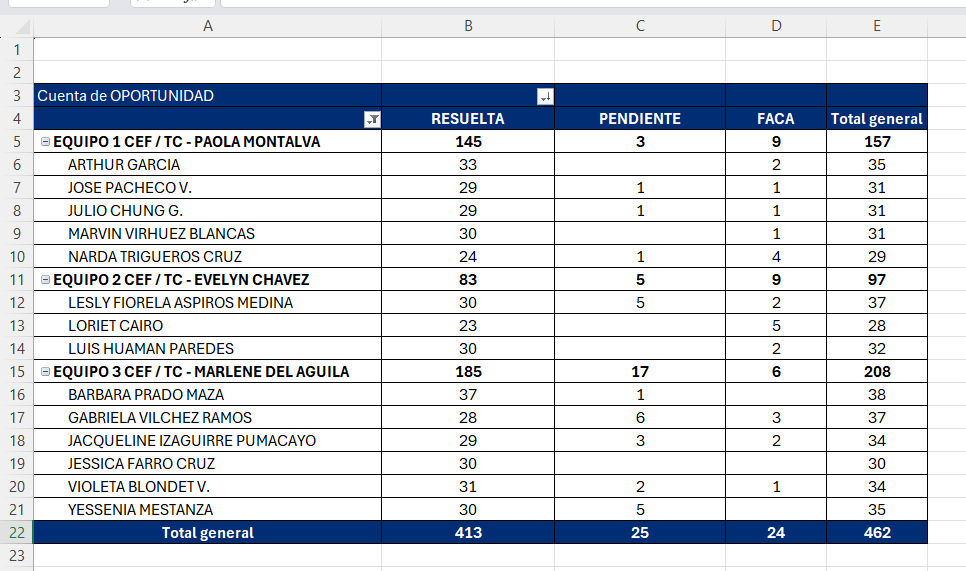 A B C D E
1
2
3 Cuenta de OPORTUNIDAD
4 RESUELTA PENDIENTE FACA Total general
5 EQUIPO 1 CEF / TC - PAOLA MONTALVA 145 3 9 157
6 ARTHUR GARCIA 33 2 35
7 JOSE PACHECO V. 29 1 1 31
8 JULIO CHUNG G. 29 1 1 31
9 MARVIN VIRHUEZ BLANCAS 30 1 31
10 NARDA TRIGUEROS CRUZ 24 1 4 29
11 EQUIPO 2 CEF / TC - EVELYN CHAVEZ 83 5 9 97
12 LESLY FIORELA ASPIROS MEDINA 30 5 2 37
13 LORIET CAIRO 23 5 28
14 LUIS HUAMAN PAREDES 30 2 32
15 EQUIPO 3 CEF / TC - MARLENE DEL AGUILA 185 17 6 208
16 BARBARA PRADO MAZA 37 1 38
17 GABRIELA VILCHEZ RAMOS 28 6 3 37
18 JACQUELINE IZAGUIRRE PUMACAYO 29 3 2 34
19 JESSICA FARRO CRUZ 30 30
20 VIOLETA BLONDET V. 31 2 1 34
21 YESSENIA MESTANZA 30 5 35
22 Total general 413 25 24 462
23